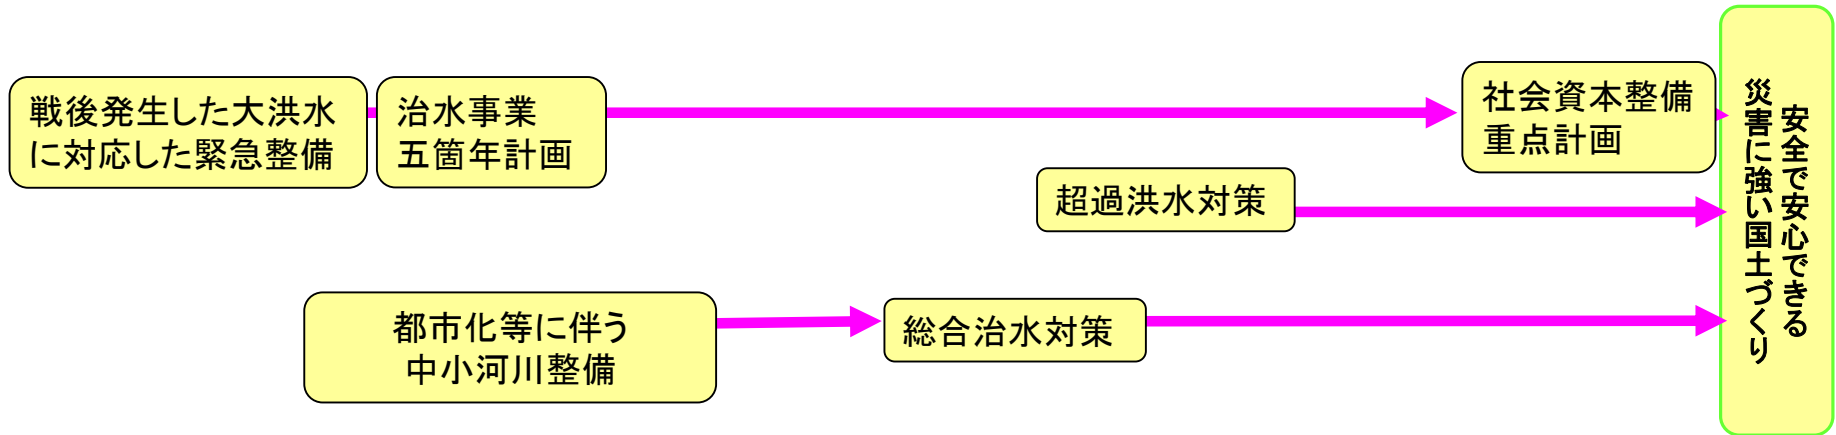 戦後発生した大洪水
に対応した緊急整備
治水事業
五箇年計画
社会資本整備
重点計画
超過洪水対策
都市化等に伴う
中小河川整備
総合治水対策
安全で安心できる
災害に強い国土づくり